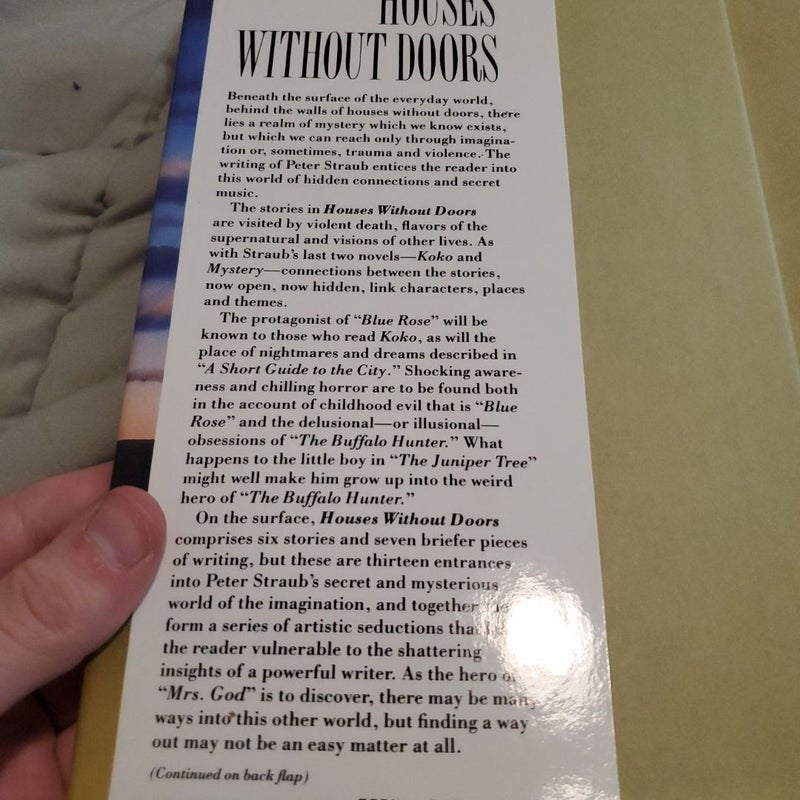 HOUSES
WITHOUT DOORS
Beneath the surface of the everyday world,
behind the walls of houses without doors, there
lies a realm of mystery which we know exists,
but which we can reach only through imagina-
tion or, sometimes, trauma and violence. The
writing of Peter Straub entices the reader into
this world of hidden connections and secret
music.
The stories in Houses Without Doors
are visited by violent death, flavors of the
supernatural and visions of other lives. As
with Straub's last two novels—Koko and
Mystery—connections between the stories,
now open, now hidden, link characters, places
and themes.
The protagonist of “Blue Rose” will be
known to those who read Koko, as will the
place of nightmares and dreams described in
“A Short Guide to the City.” Shocking aware-
ness and chilling horror are to be found both
in the account of childhood evil that is “Blue
Rose” and the delusional—or illusional—
obsessions of “The Buffalo Hunter.” What
happens to the little boy in “The Juniper Tree”
might well make him grow up into the weird
hero of “The Buffalo Hunter.”
On the surface, Houses Without Doors
comprises six stories and seven briefer pieces
of writing, but these are thirteen entrances
into Peter Straub's secret and mysterious
world of the imagination, and together
form a series of artistic seductions
the reader vulnerable to the shattering
insights of a powerful writer. As the hero
“Mrs. God” is to discover, there may be many
ways into this other world, but finding a way
out may not be an easy matter at all.
(Continued on back flap)